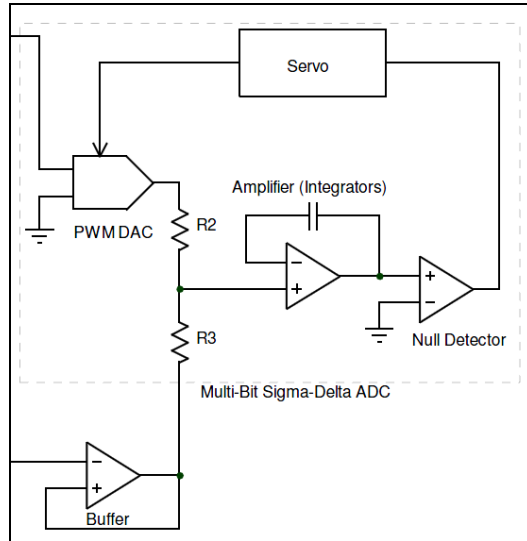 Servo
Amplifier (Integrators)
PWM DAC
R2
−
+
+
−
R3
Null Detector
Multi-Bit Sigma-Delta ADC
−
+
Buffer